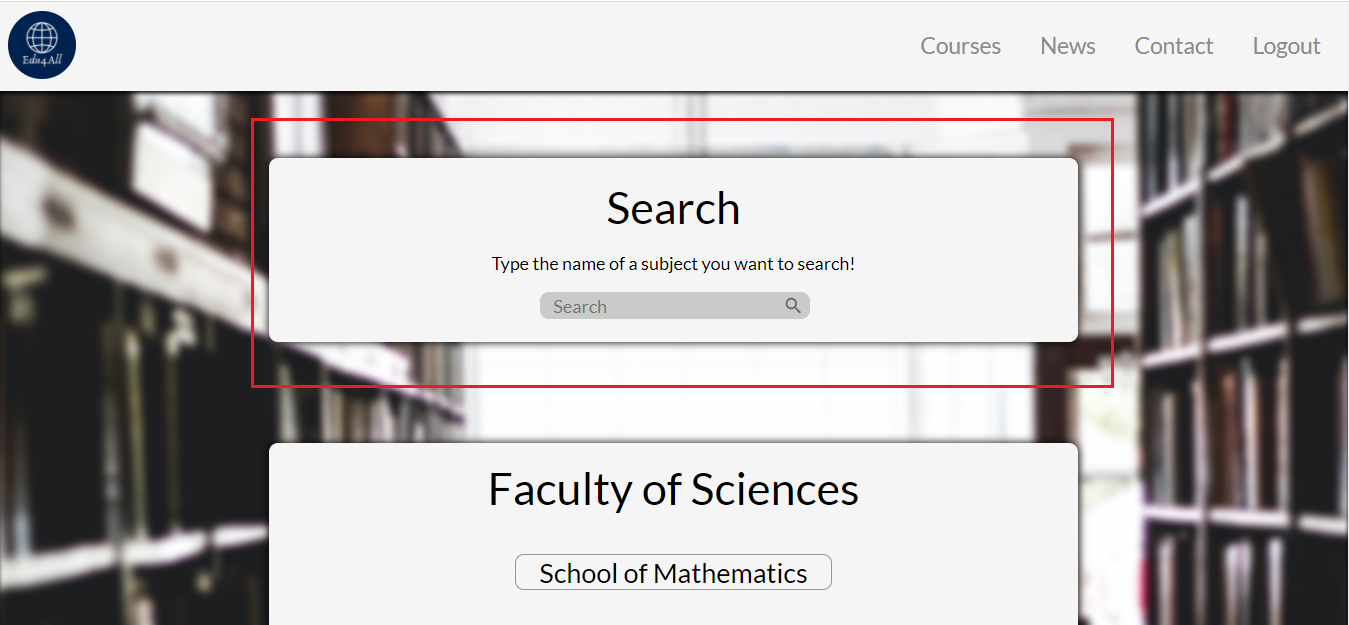 Edu4All
Courses News Contact Logout
Search
Type the name of a subject you want to search!
Search
Faculty of Sciences
School of Mathematics